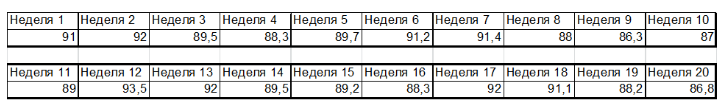 Неделя 1 Неделя 2 Неделя 3 Неделя 4 Неделя 5 Неделя 6 Неделя 7 Неделя 8 Неделя 9 Неделя 10
91 92 89,5 88,3 89,7 91,2 91,4 88 86,3 87
Неделя 11 Неделя 12 Неделя 13 Неделя 14 Неделя 15 Неделя 16 Неделя 17 Неделя 18 Неделя 19 Неделя 20
89 93,5 92 89,5 89,2 88,3 92 91,1 88,2 86,8